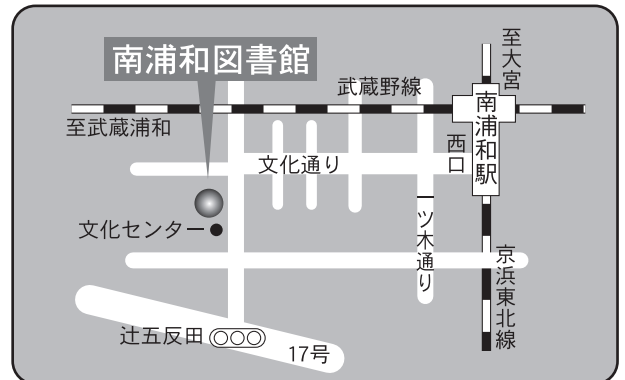 南浦和図書館
至大宮
武蔵野線
至武蔵浦和
南浦和駅
西口
文化通り
文化センター
一ツ木通り
京浜東北線
辻五反田
17号